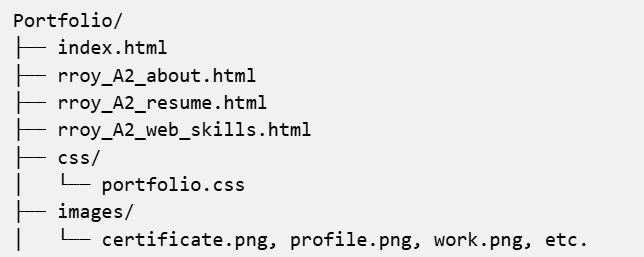 Portfolio/
├── index.html
├── rroy_A2_about.html
├── rroy_A2_resume.html
├── rroy_A2_web_skills.html
├── css/
│   └── portfolio.css
├── images/
│   └── certificate.png, profile.png, work.png, etc.